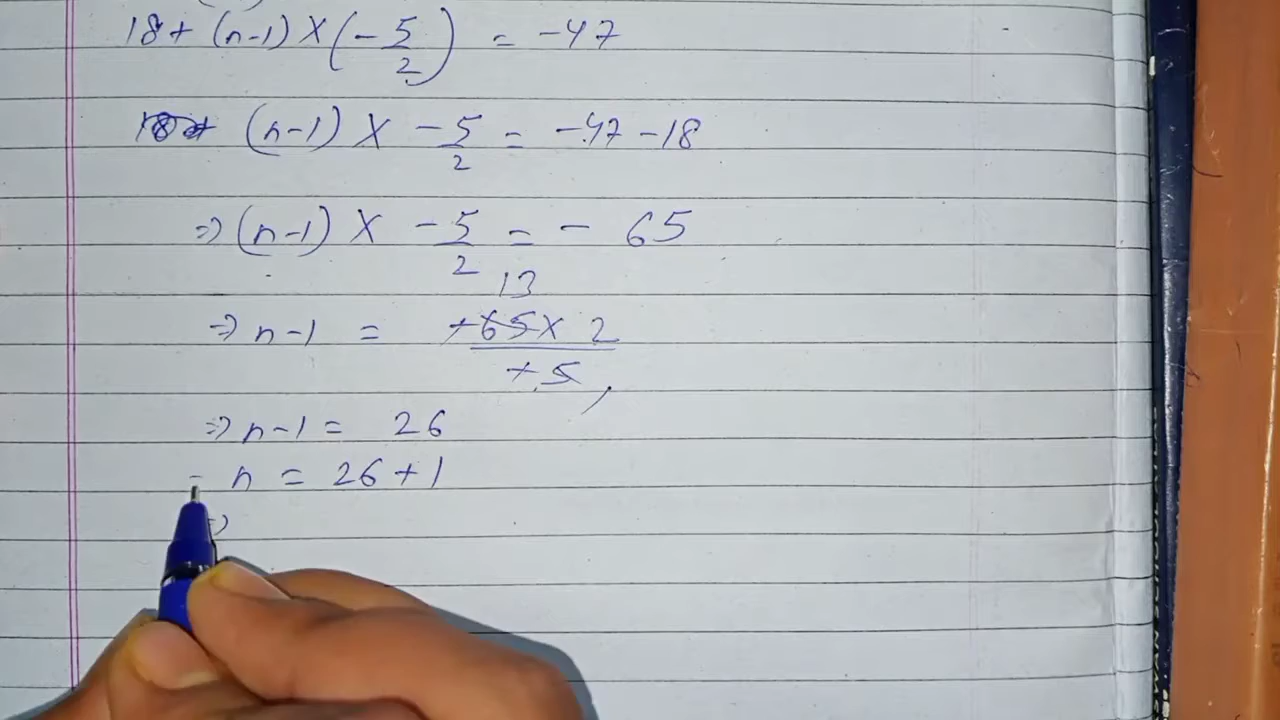 18+ (n-1) X (-5/2) = -47
(n-1) X -5/2 = -47 -18
=> (n-1) X -5/2 = - 65
13
=> n-1 = +65 X 2 / +5
=> n-1 = 26
- n = 26+1
=>